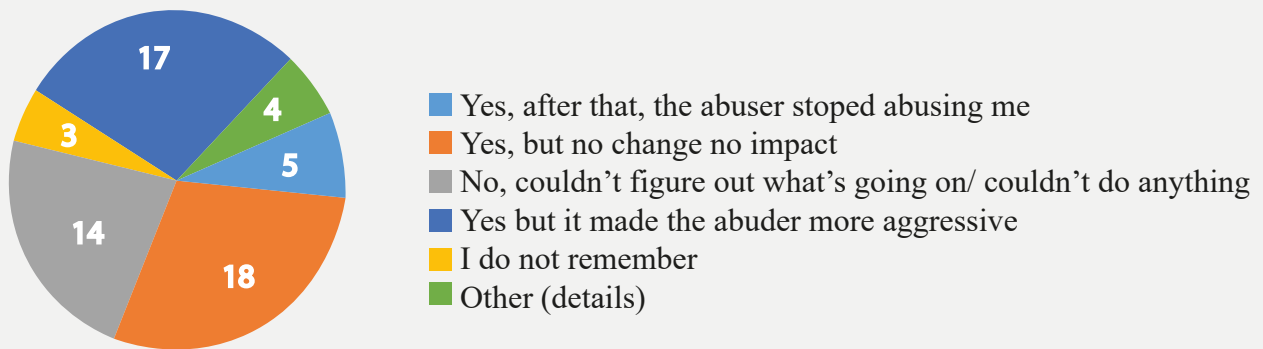 17
4
3
5
14
18
Yes, after that, the abuser stoped abusing me
Yes, but no change no impact
No, couldn’t figure out what’s going on/ couldn’t do anything
Yes but it made the abuder more aggressive
I do not remember
Other (details)